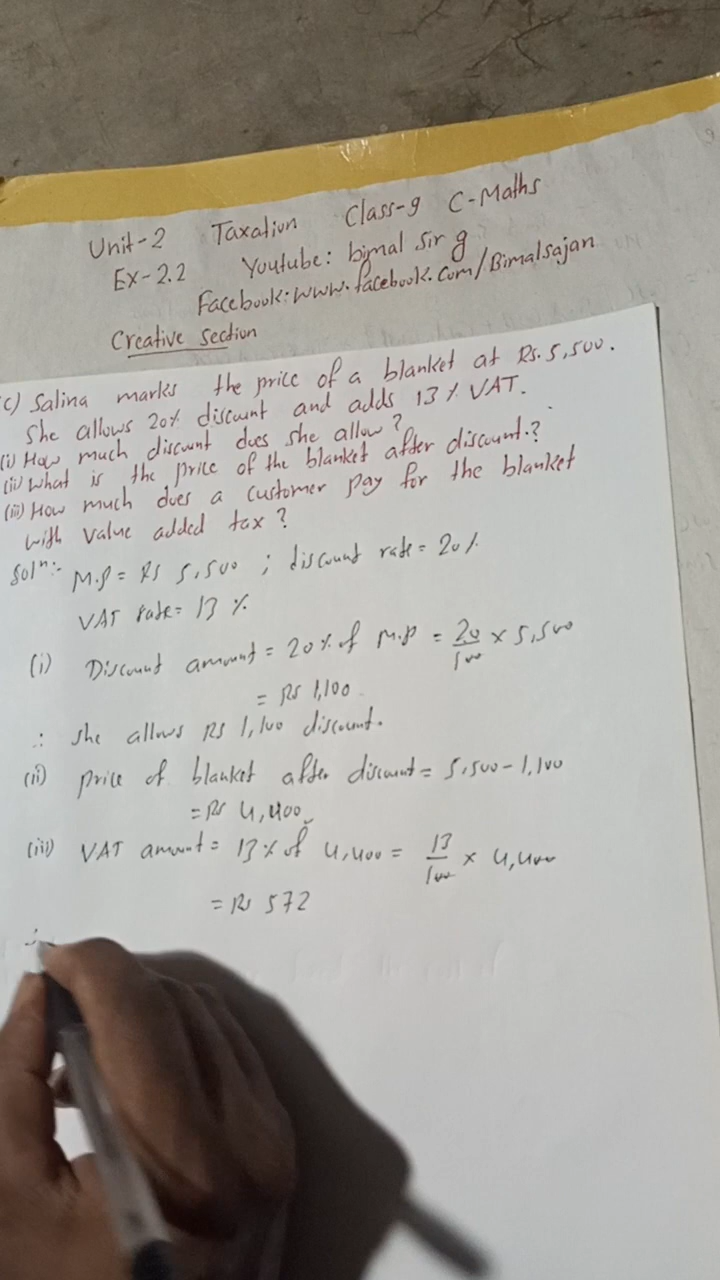 Unit-2 Taxation Class-9 C-Maths
Ex-2.2 Youtube: bimal sir g
Facebook: www.facebook.com/Bimalsajan
Creative section
c) Salina marks the price of a blanket at Rs. 5,500.
She allows 20% discount and adds 13% VAT.
(i) How much discount does she allow?
(ii) What is the price of the blanket after discount.?
(iii) How much does a customer pay for the blanket
with value added tax?
Solⁿ:- M.P = Rs 5,500 ; discount rate = 20%
VAT rate = 13%
(i) Discount amount = 20% of M.P = 20/100 × 5,500
= Rs 1,100
∴ she allows Rs 1,100 discount.
(ii) Price of blanket after discount = 5,500 - 1,100
= Rs 4,400
(iii) VAT amount = 13% of 4,400 = 13/100 × 4,400
= Rs 572
∴